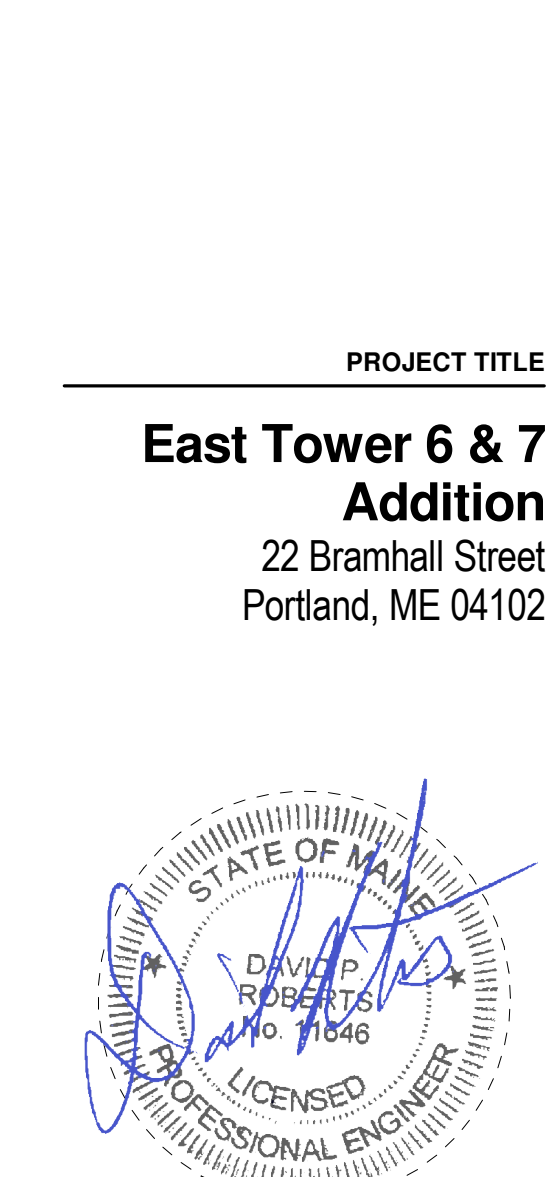 PROJECT TITLE
East Tower 6 & 7
Addition
22 Bramhall Street
Portland, ME 04102
STATE OF MAINE
DAVID P.
ROBERTS
No. 11646
LICENSED
PROFESSIONAL ENGINEER